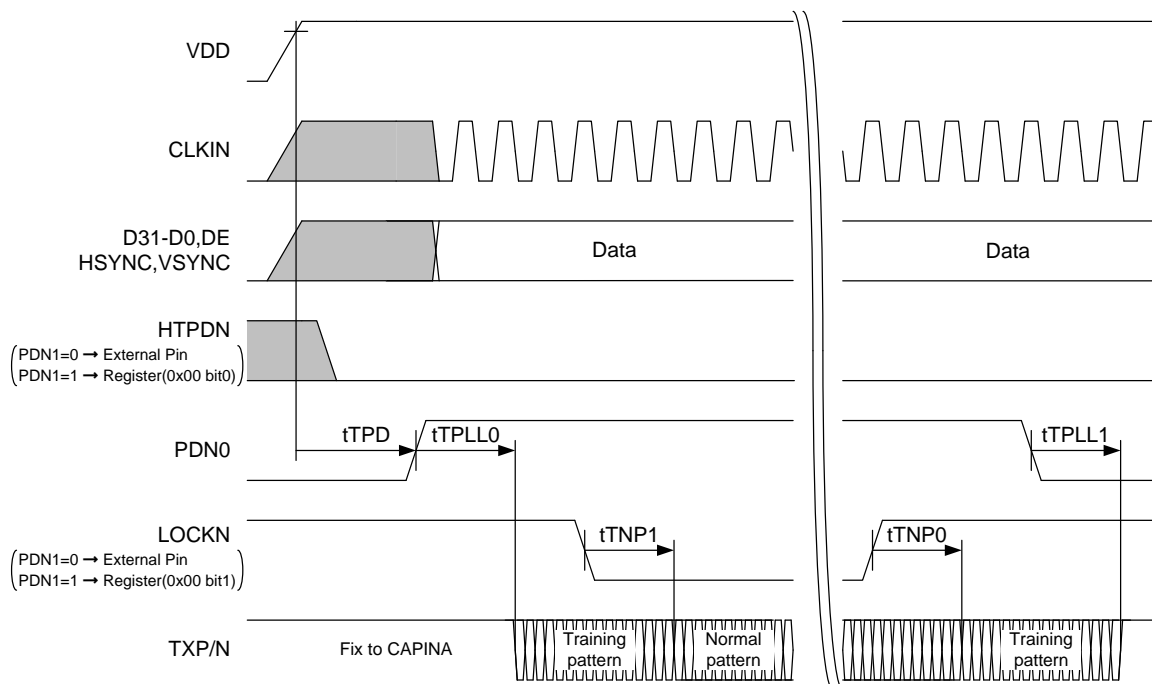 VDD
CLKIN
D31-D0,DE
HSYNC,VSYNC
Data
Data
HTPDN
PDN1=0 → External Pin
PDN1=1 → Register(0x00 bit0)
tTPD
tTPLL0
tTPLL1
PDN0
LOCKN
PDN1=0 → External Pin
PDN1=1 → Register(0x00 bit1)
tTNP1
tTNP0
TXP/N
Fix to CAPINA
Training
pattern
Normal
pattern
Training
pattern